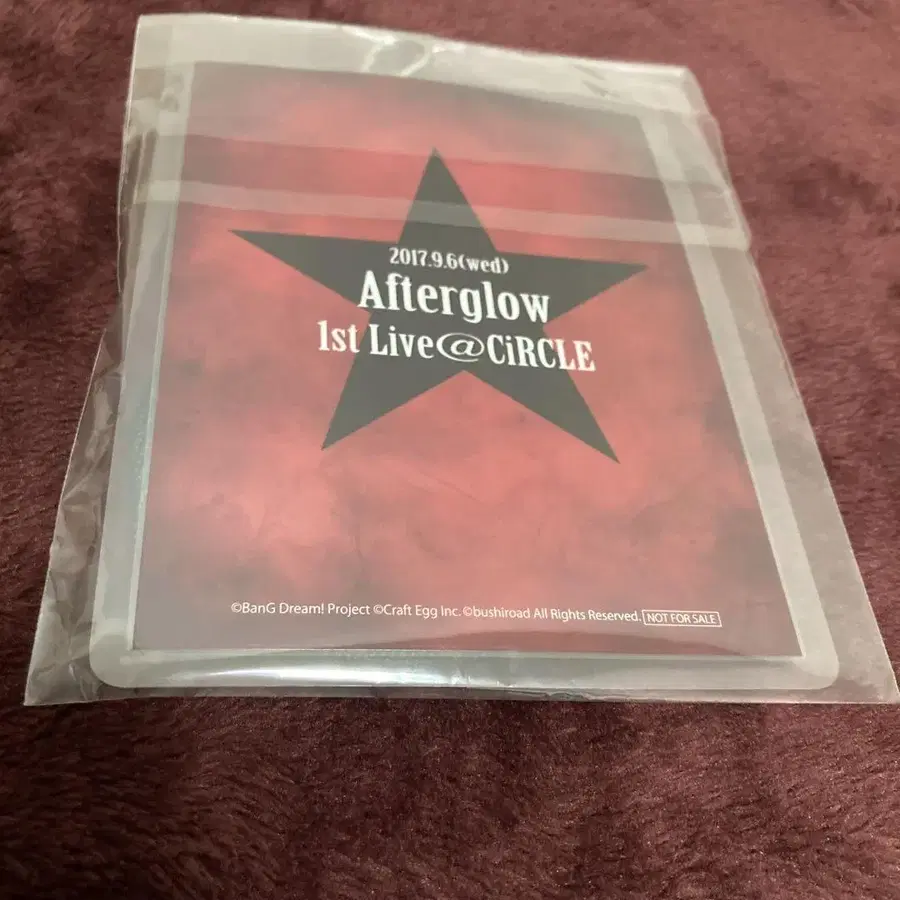 2017.9.6(wed)
Afterglow
1st Live@CiRCLE
©BanG Dream! Project ©Craft Egg Inc. ©bushiroad All Rights Reserved. NOT FOR SALE